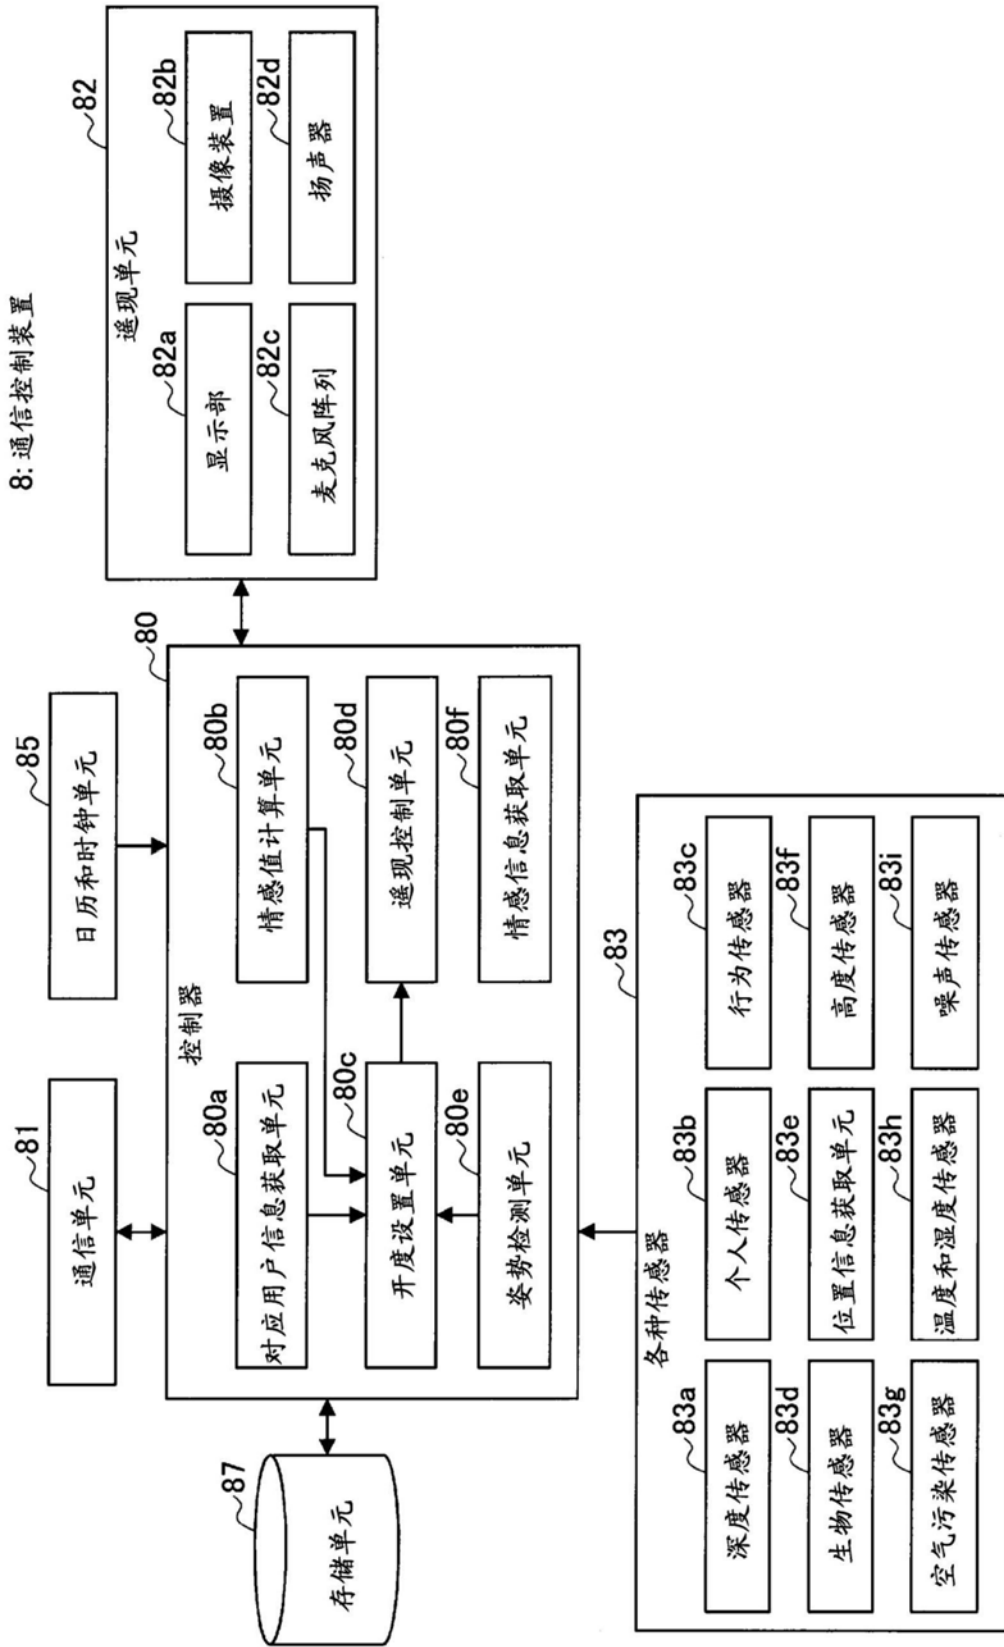 8: 通信控制装置
81
通信单元
85
日历和时钟单元
82
遥现单元
82a
显示部
82b
摄像装置
82c
麦克风阵列
82d
扬声器
80
控制器
80a
对应用户信息获取单元
80b
情感值计算单元
80c
开度设置单元
80d
遥现控制单元
80e
姿势检测单元
80f
情感信息获取单元
87
存储单元
83
各种传感器
83a
深度传感器
83b
个人传感器
83c
行为传感器
83d
生物传感器
83e
位置信息获取单元
83f
高度传感器
83g
空气污染传感器
83h
温度和湿度传感器
83i
噪声传感器